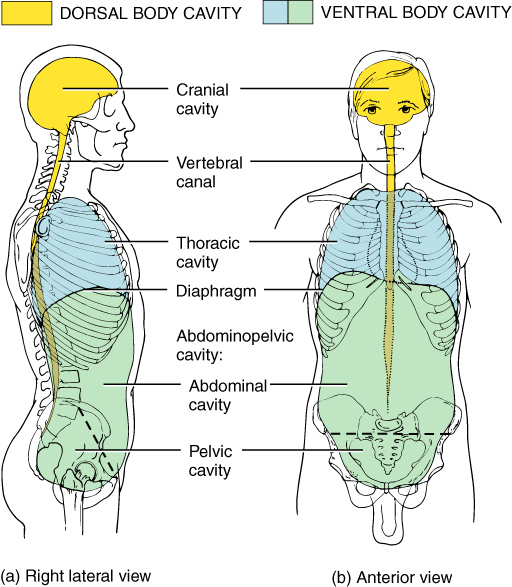 DORSAL BODY CAVITY
VENTRAL BODY CAVITY
Cranial
cavity
Vertebral
canal
Thoracic
cavity
Diaphragm
Abdominopelvic
cavity:
Abdominal
cavity
Pelvic
cavity
(a) Right lateral view
(b) Anterior view